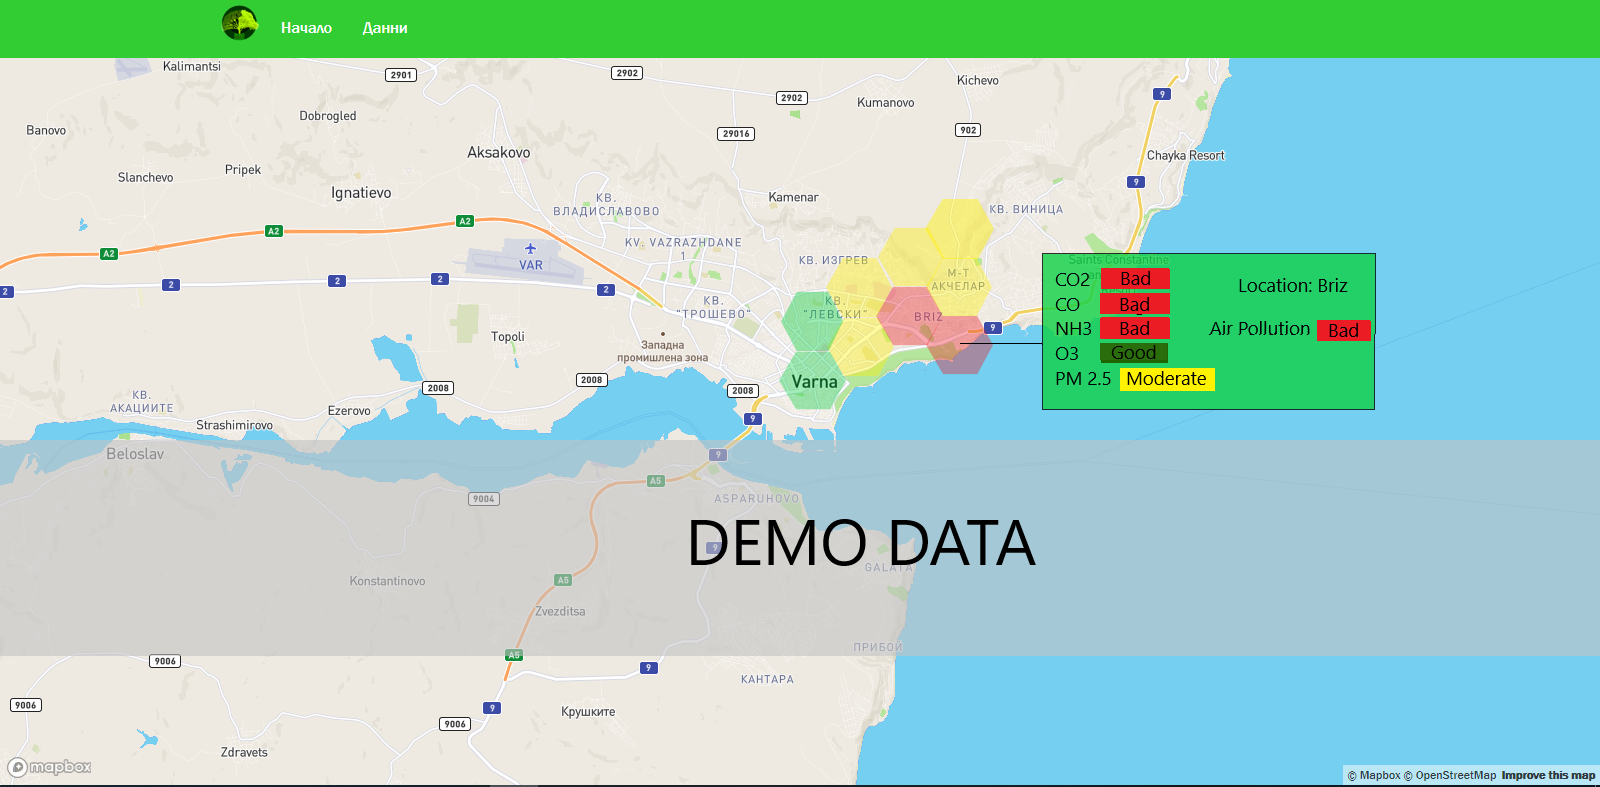 Начало
Данни
Kalimantsi
2901
2902
Kichevo
9
2902
Kumanovo
Dobrogled
Banovo
29016
902
Aksakovo
Chayka Resort
Pripek
Slanchevo
9
Ignatievo
Kamenar
КВ. ВЛАДИСЛАВОВО
КВ. ВИНИЦА
A2
A2
A2
KV. VAZRAZHDANE 1
VAR
КВ. ИЗГРЕВ
М-Т АКЧЕЛАР
Saints Constantine
2
2
2
2
2
КВ. "ТРОШЕВО"
КВ. "ЛЕВСКИ"
BRIZ
9
CO2 Bad
CO Bad
NH3 Bad
O3 Good
PM 2.5 Moderate
Location: Briz
Air Pollution Bad
Topoli
Западна промишлена зона
Varna
2008
2008
2008
КВ. АКАЦИИТЕ
Ezerovo
Strashimirovo
9
Beloslav
9
A5
9004
ASPARUHOVO
DEMO DATA
9
GALATA
Konstantinovo
A5
Zvezditsa
ПРИБОЙ
A5
9006
9
КАНТАРА
9006
9
Крушките
9006
Zdravets
mapbox
© Mapbox © OpenStreetMap Improve this map